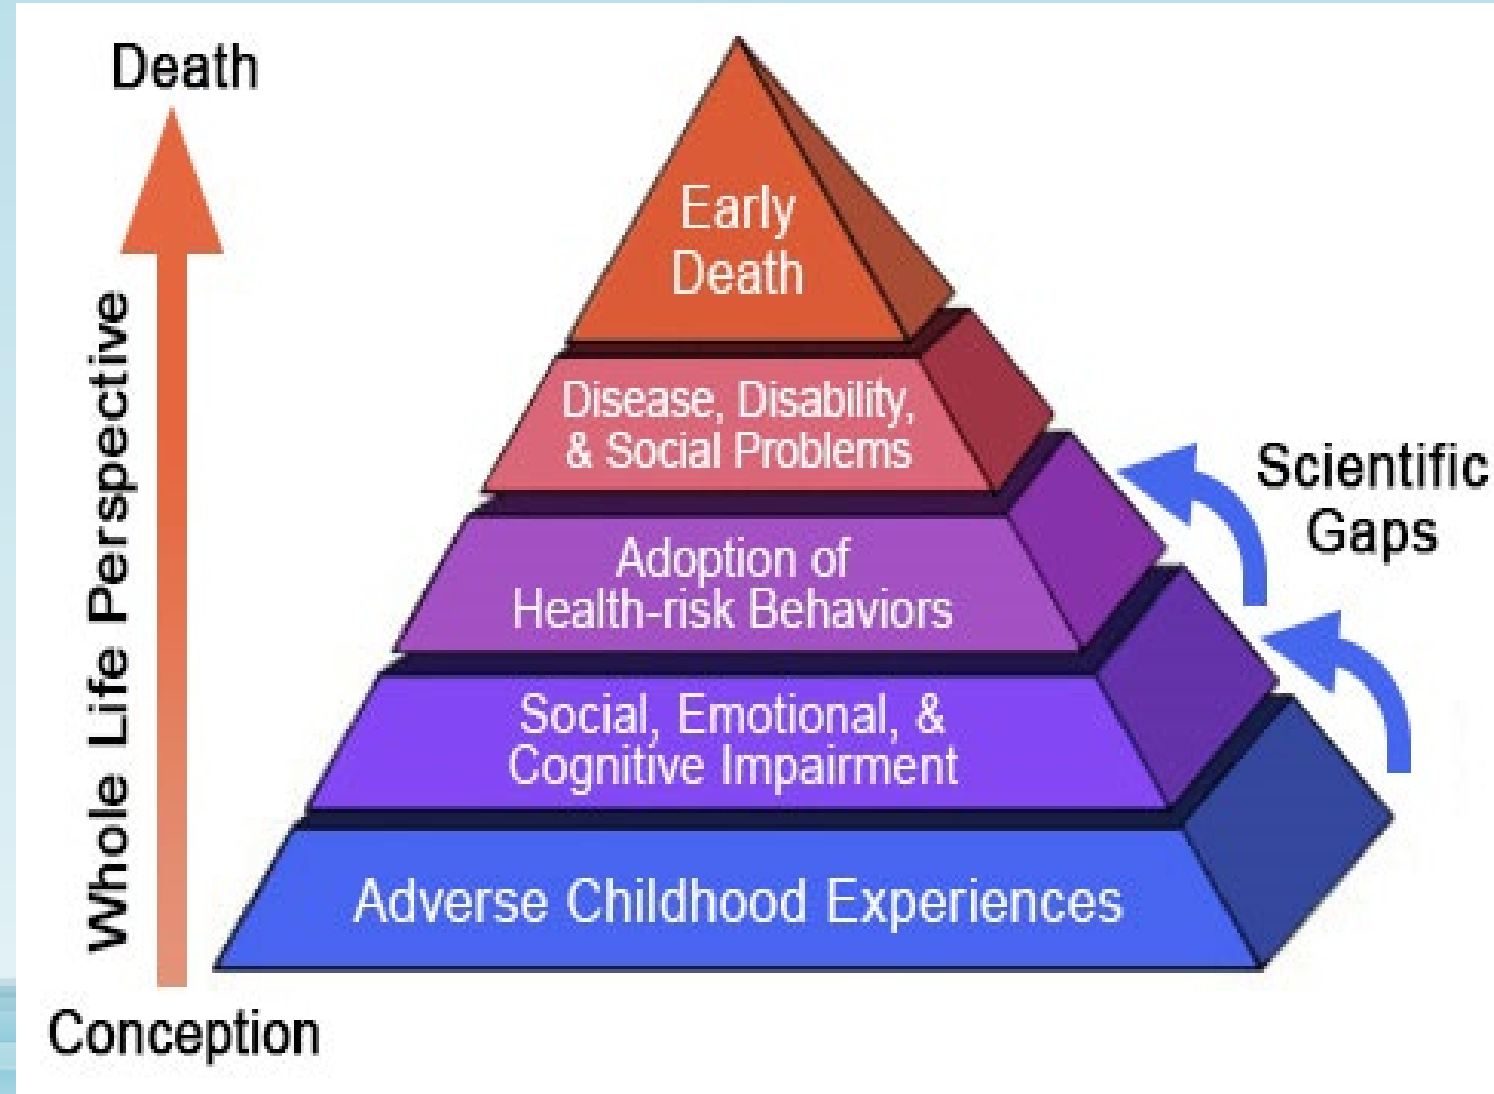 Death
Whole Life Perspective
Conception
Early
Death
Disease, Disability,
& Social Problems
Adoption of
Health-risk Behaviors
Social, Emotional, &
Cognitive Impairment
Adverse Childhood Experiences
Scientific
Gaps